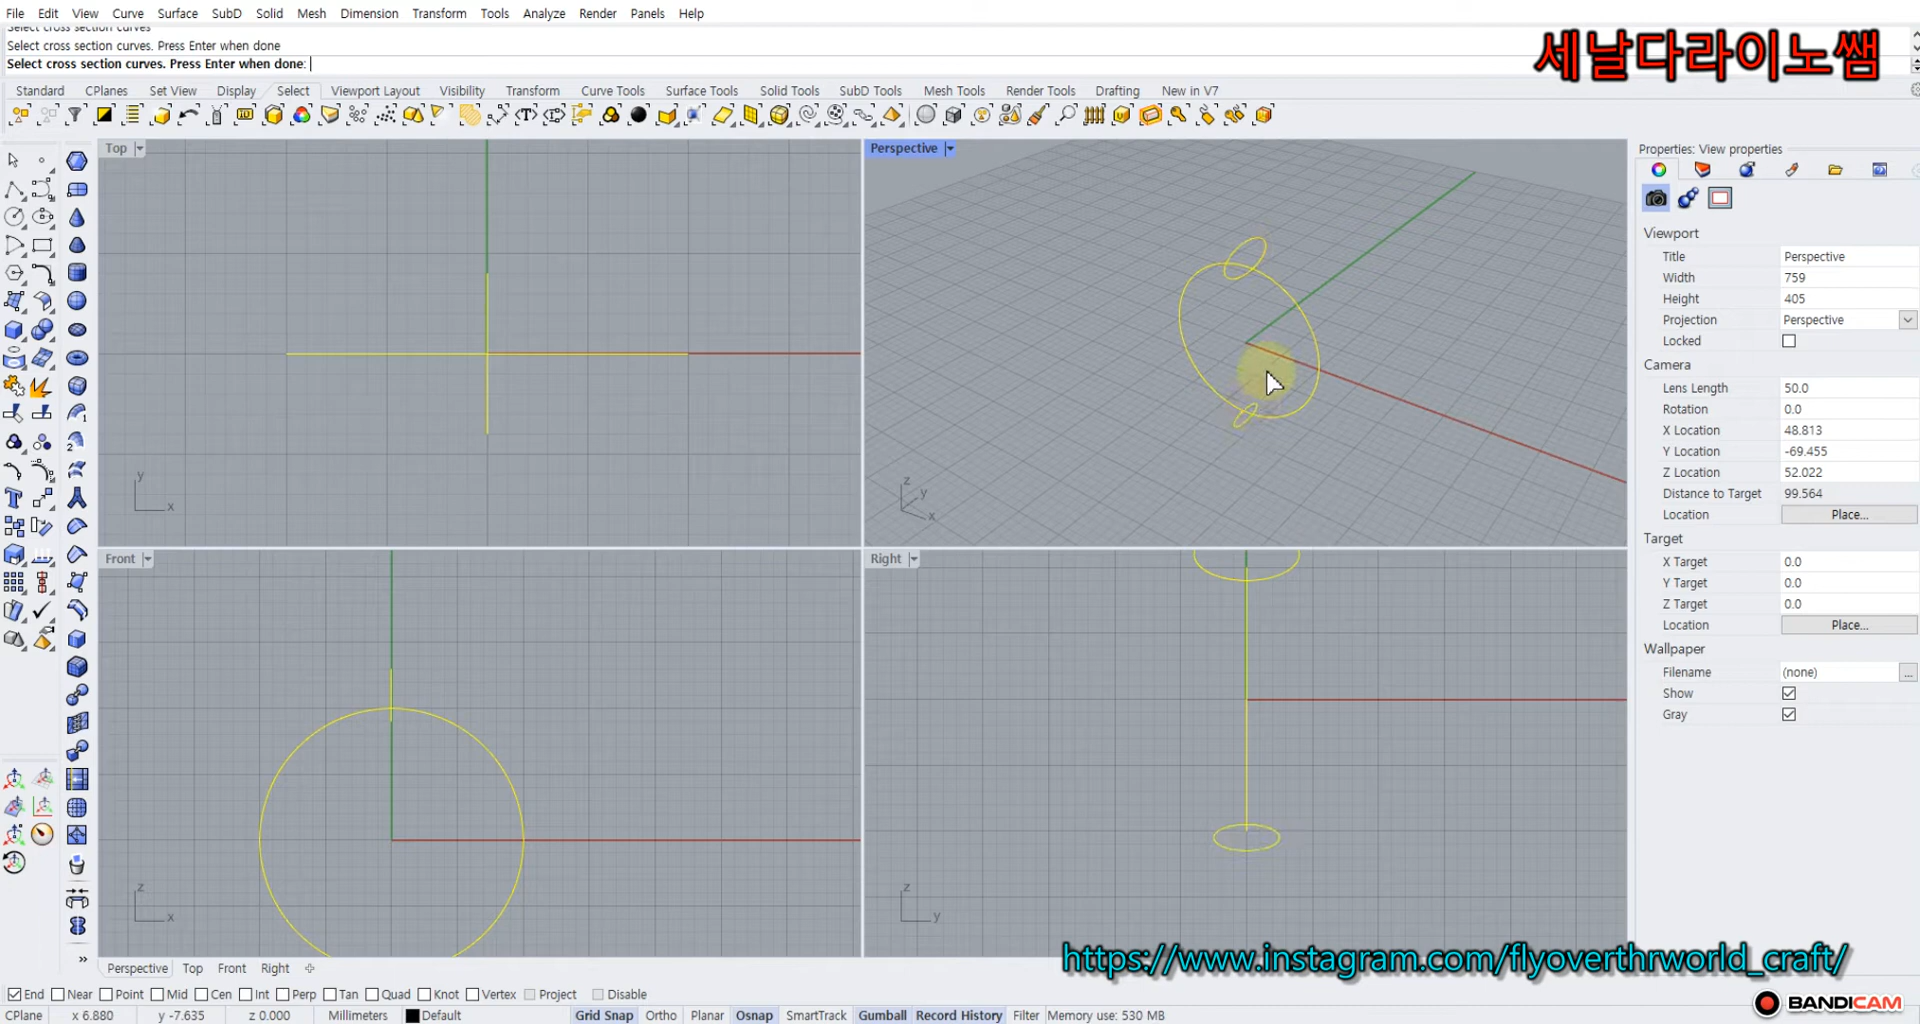 File Edit View Curve Surface SubD Solid Mesh Dimension Transform Tools Analyze Render Panels Help
Select cross section curves
Select cross section curves. Press Enter when done
Select cross section curves. Press Enter when done:
세날다라이노쌤
Standard CPlanes Set View Display Select Viewport Layout Visibility Transform Curve Tools Surface Tools Solid Tools SubD Tools Mesh Tools Render Tools Drafting New in V7
Top
Perspective
Properties: View properties
Viewport
Title Perspective
Width 759
Height 405
Projection Perspective
Locked
Camera
Lens Length 50.0
Rotation 0.0
X Location 48.813
Y Location -69.455
Z Location 52.022
Distance to Target 99.564
Location Place...
Target
X Target 0.0
Y Target 0.0
Z Target 0.0
Location Place...
Wallpaper
Filename (none) ...
Show
Gray
y
x
z
y
x
Front
Right
z
x
z
y
https://www.instagram.com/flyoverthrworld_craft/
Perspective Top Front Right
End Near Point Mid Cen Int Perp Tan Quad Knot Vertex Project Disable
BANDICAM
CPlane x 6.880 y -7.635 z 0.000 Millimeters Default Grid Snap Ortho Planar Osnap SmartTrack Gumball Record History Filter Memory use: 530 MB